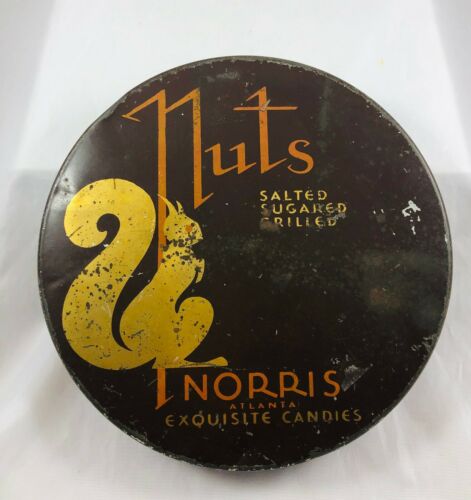 Nuts
SALTED
SUGARED
GRILLED
NORRIS
ATLANTA
EXQUISITE CANDIES